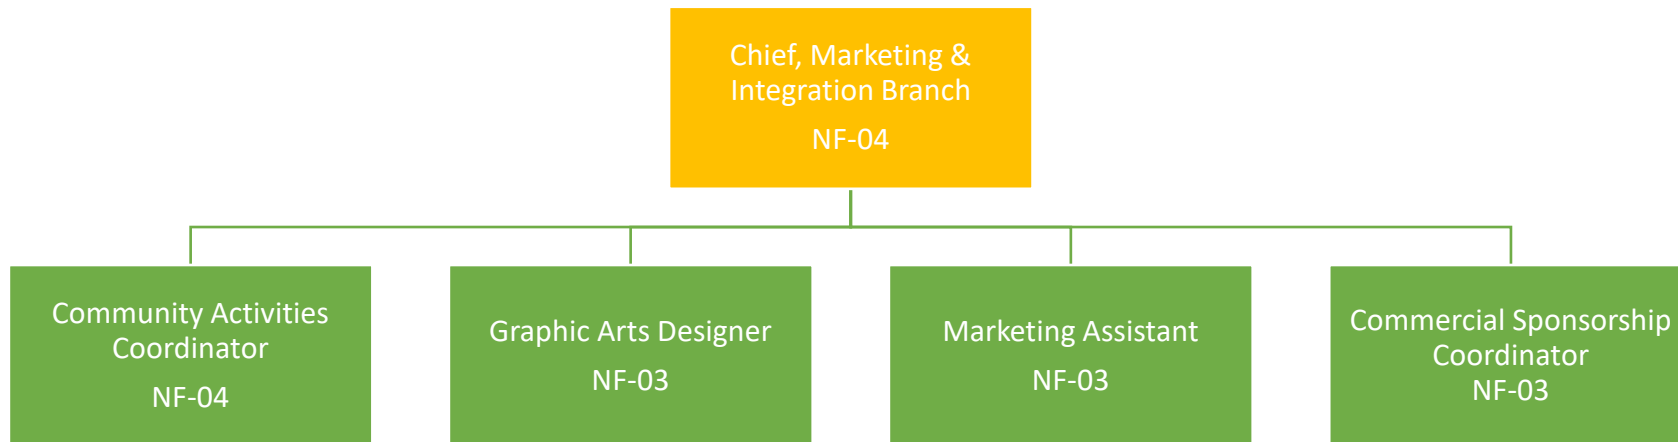 Chief, Marketing &
Integration Branch
NF-04
Community Activities
Coordinator
NF-04
Graphic Arts Designer
NF-03
Marketing Assistant
NF-03
Commercial Sponsorship
Coordinator
NF-03